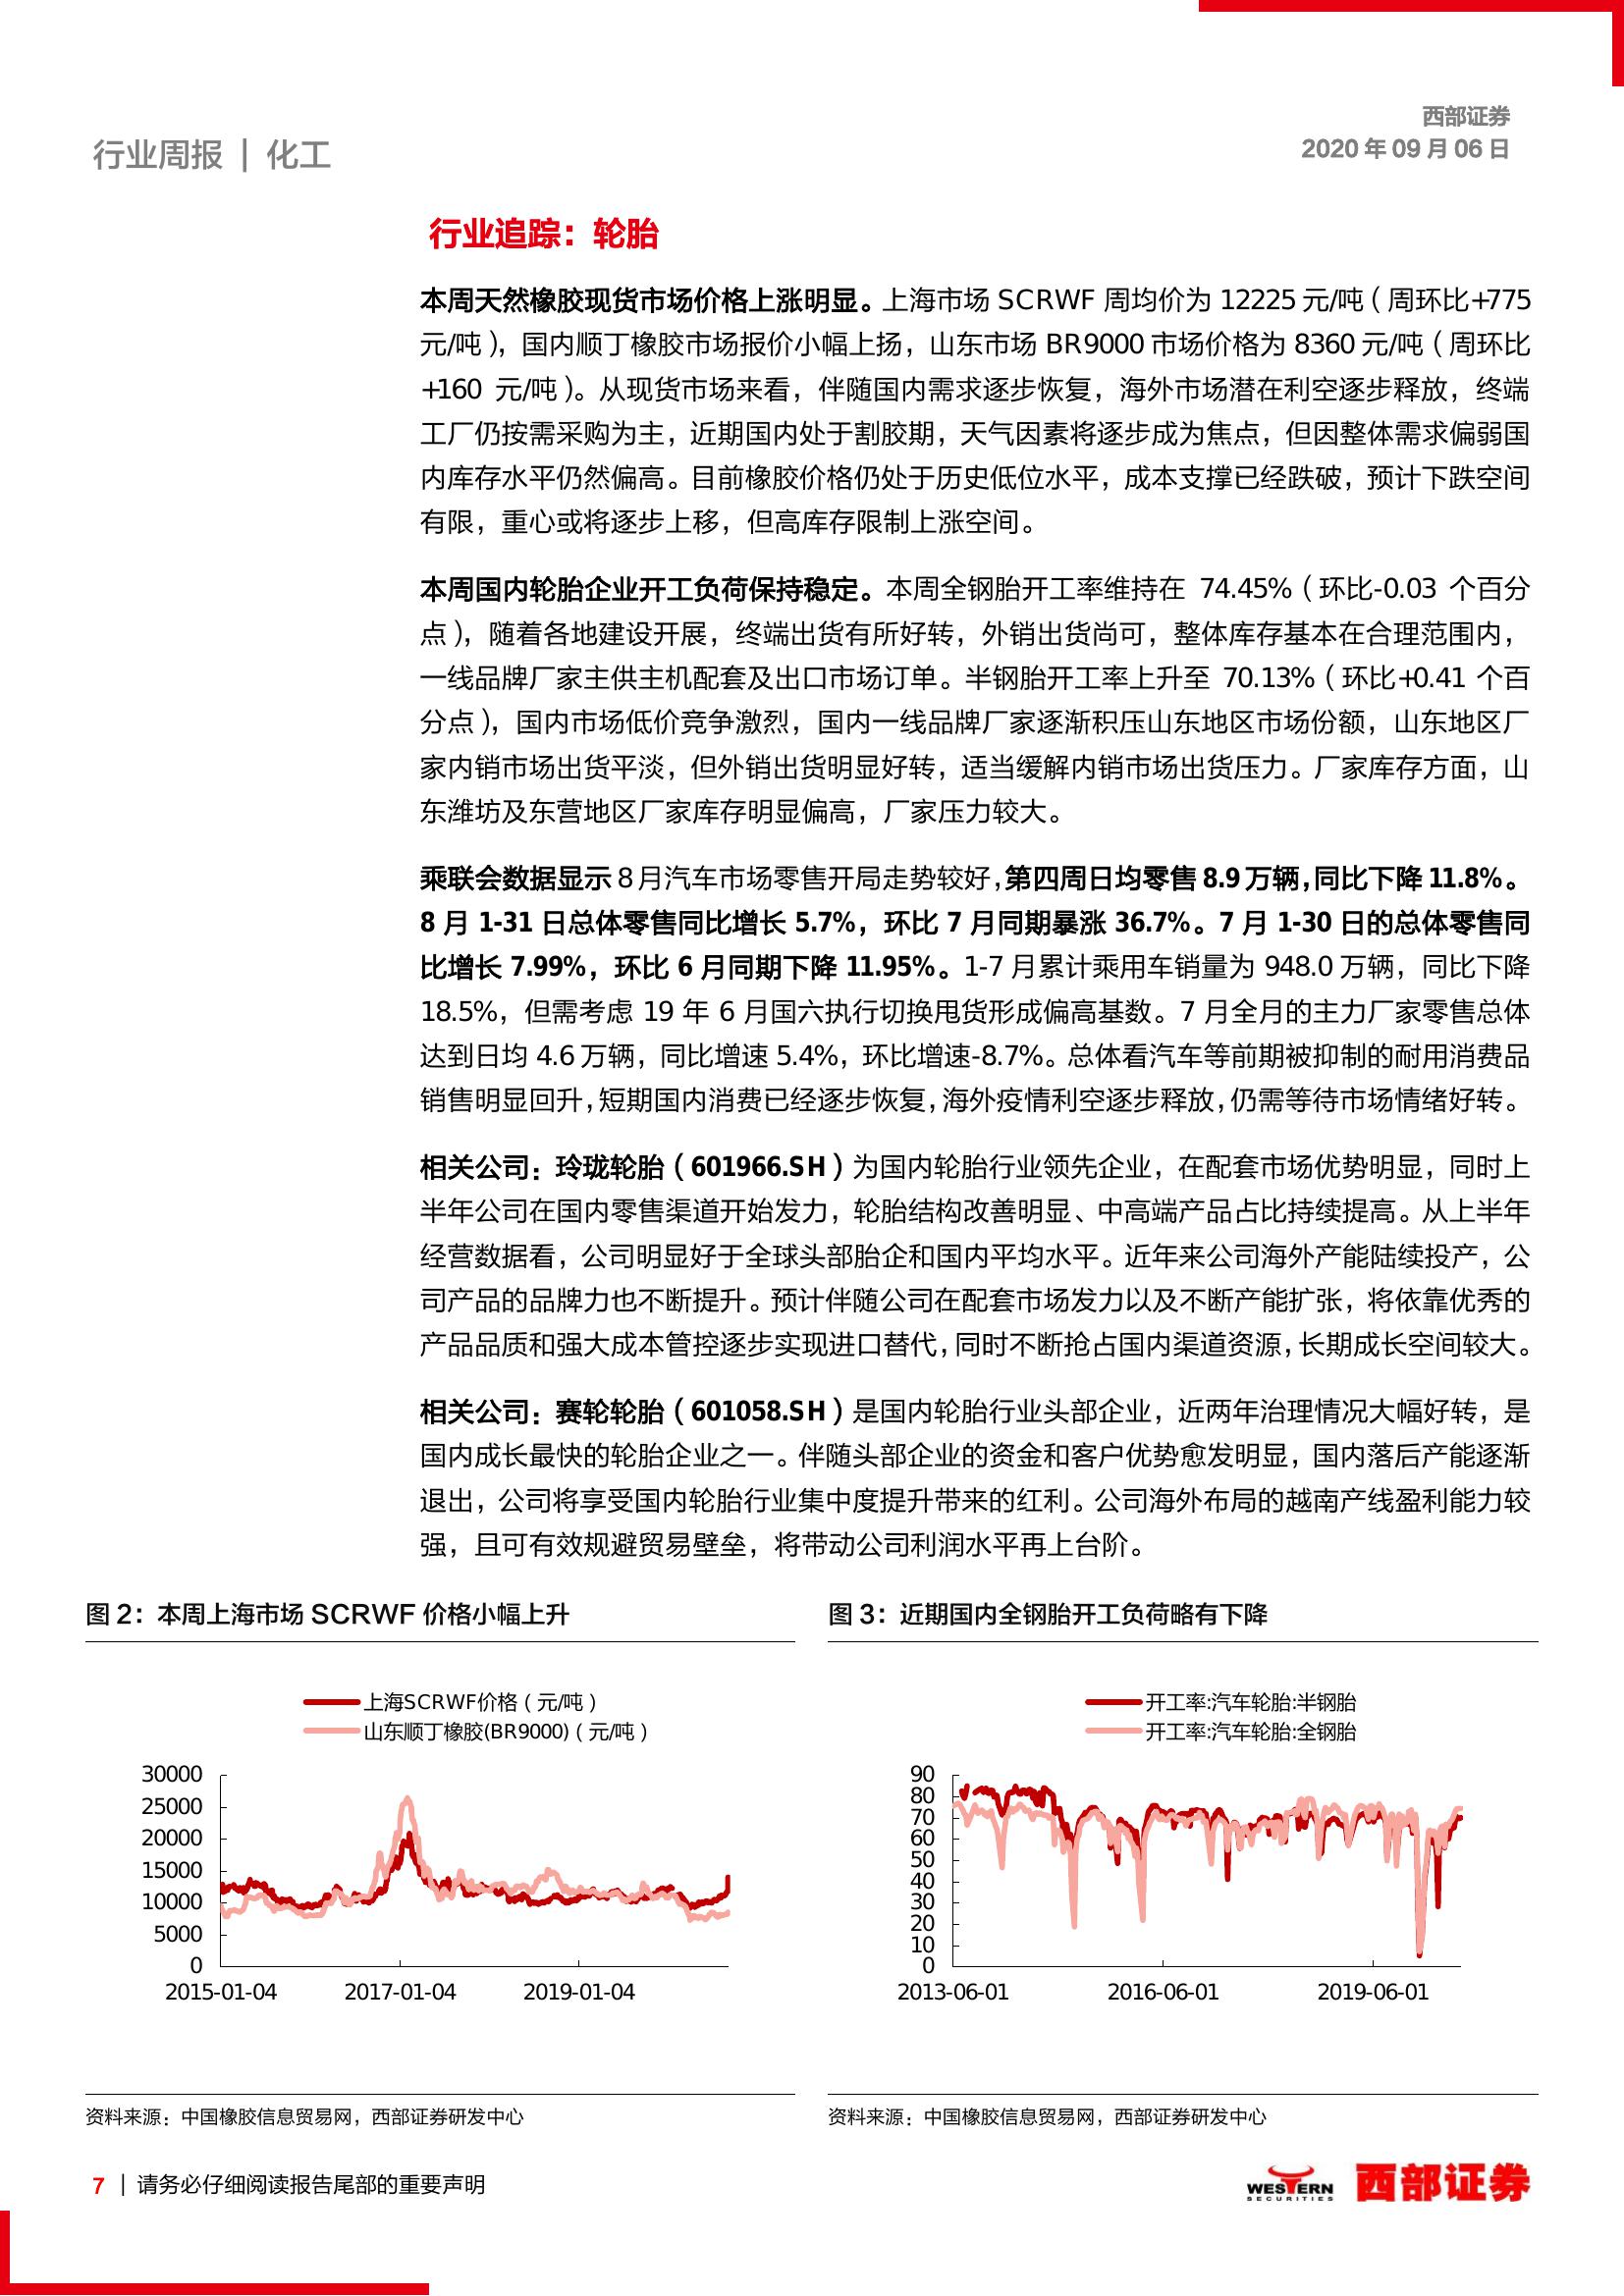 西部证券
2020 年 09 月 06 日
行业周报 | 化工
行业追踪：轮胎
本周天然橡胶现货市场价格上涨明显。上海市场 SCRWF 周均价为 12225 元/吨（周环比+775
元/吨），国内顺丁橡胶市场报价小幅上扬，山东市场 BR9000 市场价格为 8360 元/吨（周环比
+160 元/吨）。从现货市场来看，伴随国内需求逐步恢复，海外市场潜在利空逐步释放，终端
工厂仍按需采购为主，近期国内处于割胶期，天气因素将逐步成为焦点，但因整体需求偏弱国
内库存水平仍然偏高。目前橡胶价格仍处于历史低位水平，成本支撑已经跌破，预计下跌空间
有限，重心或将逐步上移，但高库存限制上涨空间。
本周国内轮胎企业开工负荷保持稳定。本周全钢胎开工率维持在 74.45%（环比-0.03 个百分
点），随着各地建设开展，终端出货有所好转，外销出货尚可，整体库存基本在合理范围内，
一线品牌厂家主供主机配套及出口市场订单。半钢胎开工率上升至 70.13%（环比+0.41 个百
分点），国内市场低价竞争激烈，国内一线品牌厂家逐渐积压山东地区市场份额，山东地区厂
家内销市场出货平淡，但外销出货明显好转，适当缓解内销市场出货压力。厂家库存方面，山
东潍坊及东营地区厂家库存明显偏高，厂家压力较大。
乘联会数据显示 8 月汽车市场零售开局走势较好，第四周日均零售 8.9 万辆，同比下降 11.8%。
8 月 1-31 日总体零售同比增长 5.7%，环比 7 月同期暴涨 36.7%。7 月 1-30 日的总体零售同
比增长 7.99%，环比 6 月同期下降 11.95%。1-7 月累计乘用车销量为 948.0 万辆，同比下降
18.5%，但需考虑 19 年 6 月国六执行切换甩货形成偏高基数。7 月全月的主力厂家零售总体
达到日均 4.6 万辆，同比增速 5.4%，环比增速-8.7%。总体看汽车等前期被抑制的耐用消费品
销售明显回升，短期国内消费已经逐步恢复，海外疫情利空逐步释放，仍需等待市场情绪好转。
相关公司：玲珑轮胎（601966.SH）为国内轮胎行业领先企业，在配套市场优势明显，同时上
半年公司在国内零售渠道开始发力，轮胎结构改善明显、中高端产品占比持续提高。从上半年
经营数据看，公司明显好于全球头部胎企和国内平均水平。近年来公司海外产能陆续投产，公
司产品的品牌力也不断提升。预计伴随公司在配套市场发力以及不断产能扩张，将依靠优秀的
产品品质和强大成本管控逐步实现进口替代，同时不断抢占国内渠道资源，长期成长空间较大。
相关公司：赛轮轮胎（601058.SH）是国内轮胎行业头部企业，近两年治理情况大幅好转，是
国内成长最快的轮胎企业之一。伴随头部企业的资金和客户优势愈发明显，国内落后产能逐渐
退出，公司将享受国内轮胎行业集中度提升带来的红利。公司海外布局的越南产线盈利能力较
强，且可有效规避贸易壁垒，将带动公司利润水平再上台阶。
图 2：本周上海市场 SCRWF 价格小幅上升
上海SCRWF价格（元/吨）
山东顺丁橡胶(BR9000)（元/吨）
30000
25000
20000
15000
10000
5000
0
2015-01-04 2017-01-04 2019-01-04
资料来源：中国橡胶信息贸易网，西部证券研发中心
图 3：近期国内全钢胎开工负荷略有下降
开工率:汽车轮胎:半钢胎
开工率:汽车轮胎:全钢胎
90
80
70
60
50
40
30
20
10
0
2013-06-01 2016-06-01 2019-06-01
资料来源：中国橡胶信息贸易网，西部证券研发中心
7 | 请务必仔细阅读报告尾部的重要声明
WESTERN
SECURITIES
西部证券